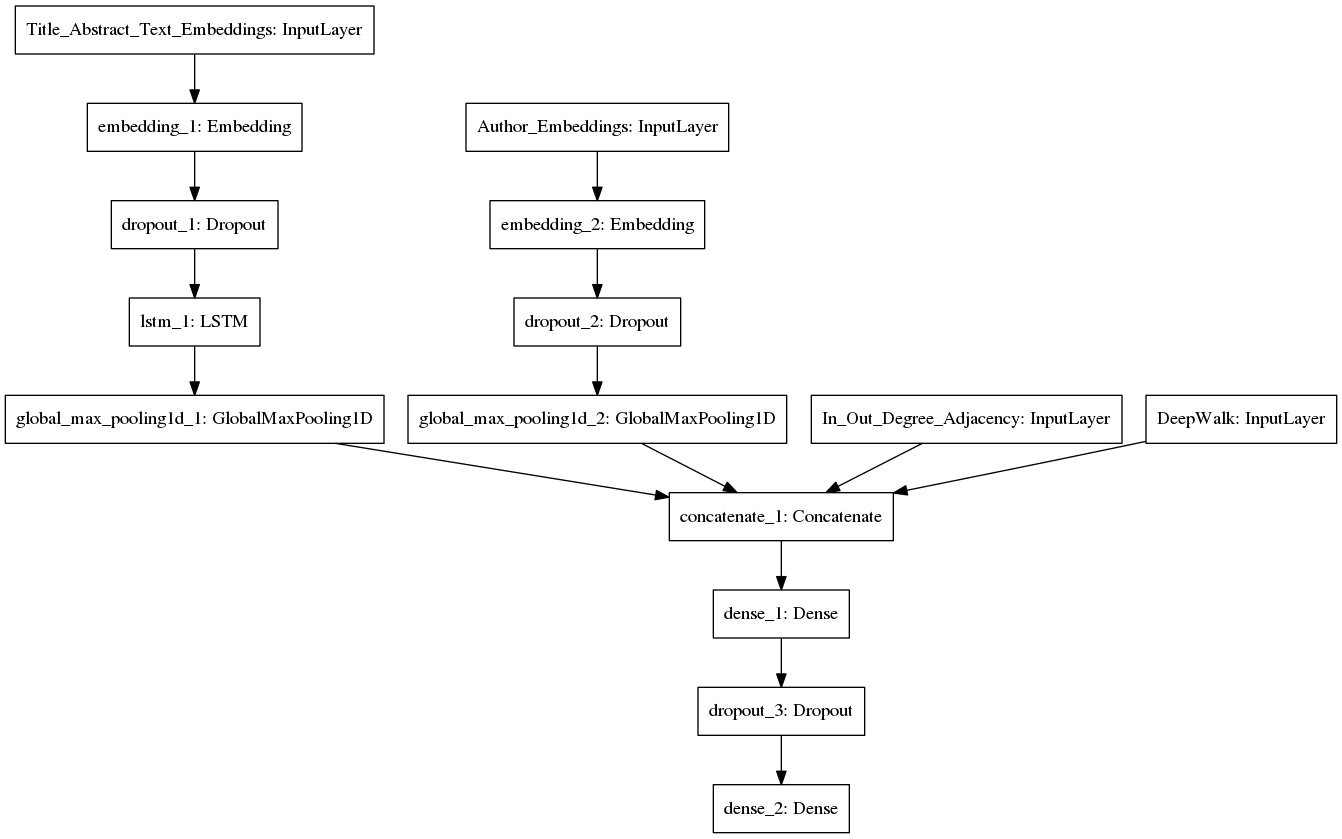 Title_Abstract_Text_Embeddings: InputLayer
embedding_1: Embedding
Author_Embeddings: InputLayer
dropout_1: Dropout
embedding_2: Embedding
lstm_1: LSTM
dropout_2: Dropout
global_max_pooling1d_1: GlobalMaxPooling1D
global_max_pooling1d_2: GlobalMaxPooling1D
In_Out_Degree_Adjacency: InputLayer
DeepWalk: InputLayer
concatenate_1: Concatenate
dense_1: Dense
dropout_3: Dropout
dense_2: Dense